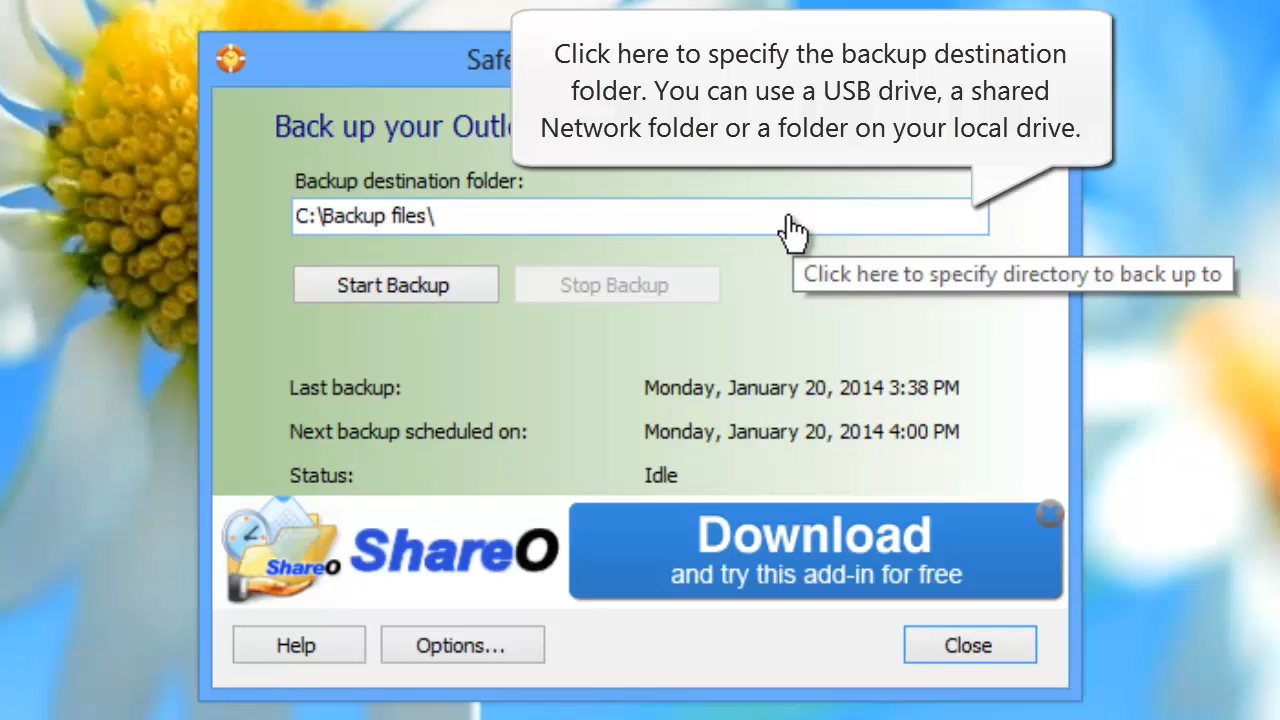 Click here to specify the backup destination
folder. You can use a USB drive, a shared
Network folder or a folder on your local drive.
Safe
Back up your Outlo
Backup destination folder:
C:\Backup files\
Click here to specify directory to back up to
Start Backup
Stop Backup
Last backup:
Monday, January 20, 2014 3:38 PM
Next backup scheduled on:
Monday, January 20, 2014 4:00 PM
Status:
Idle
ShareO
ShareO
Download
and try this add-in for free
Help
Options...
Close